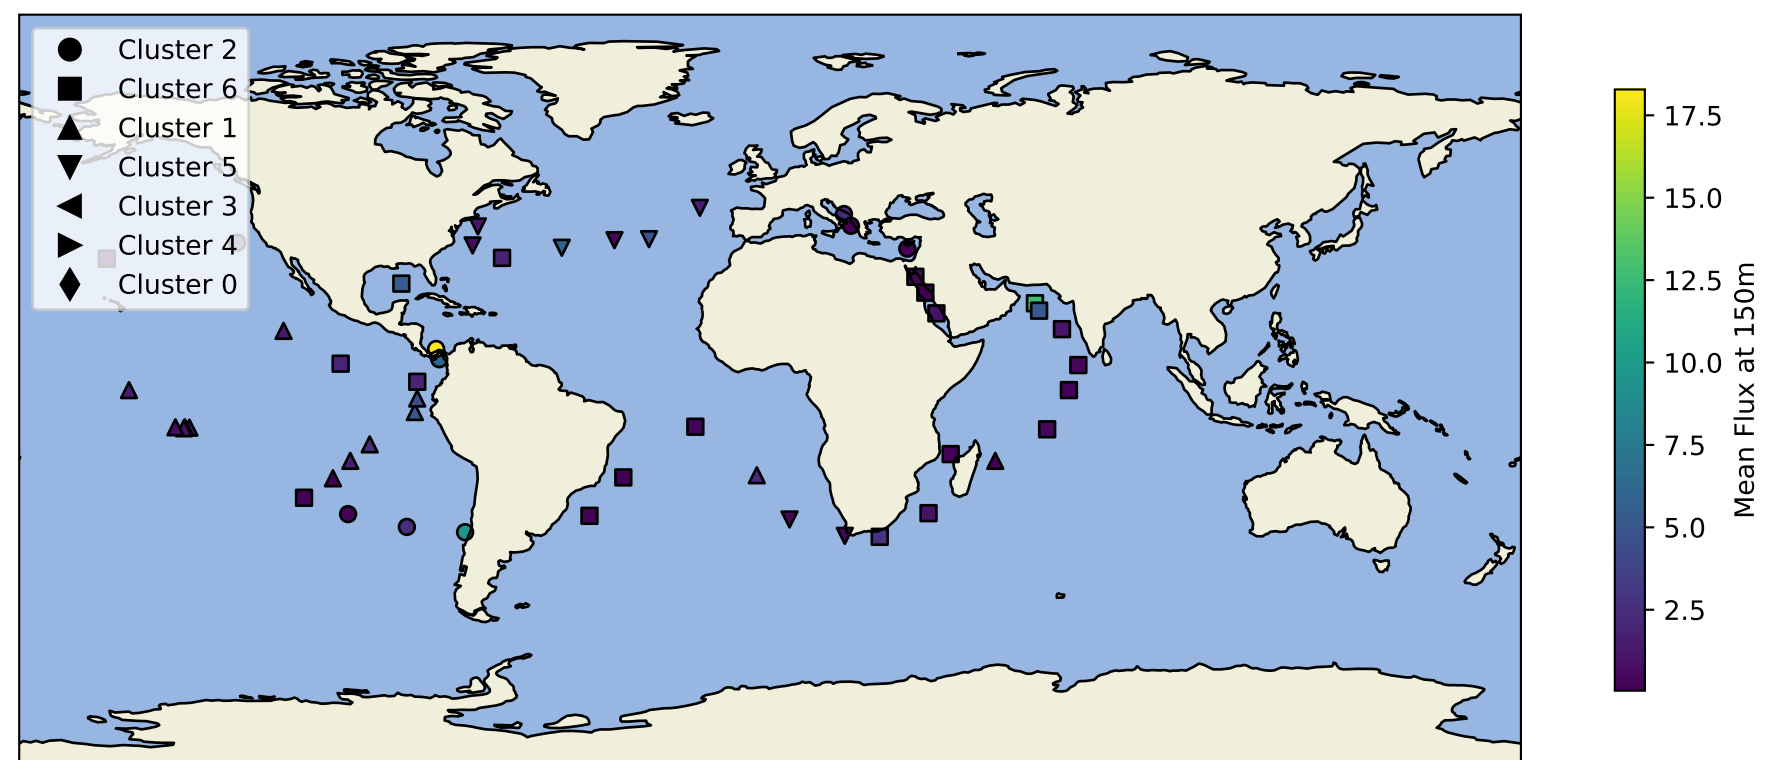 Cluster 2
Cluster 6
Cluster 1
Cluster 5
Cluster 3
Cluster 4
Cluster 0
17.5
15.0
12.5
10.0
7.5
5.0
2.5
Mean Flux at 150m